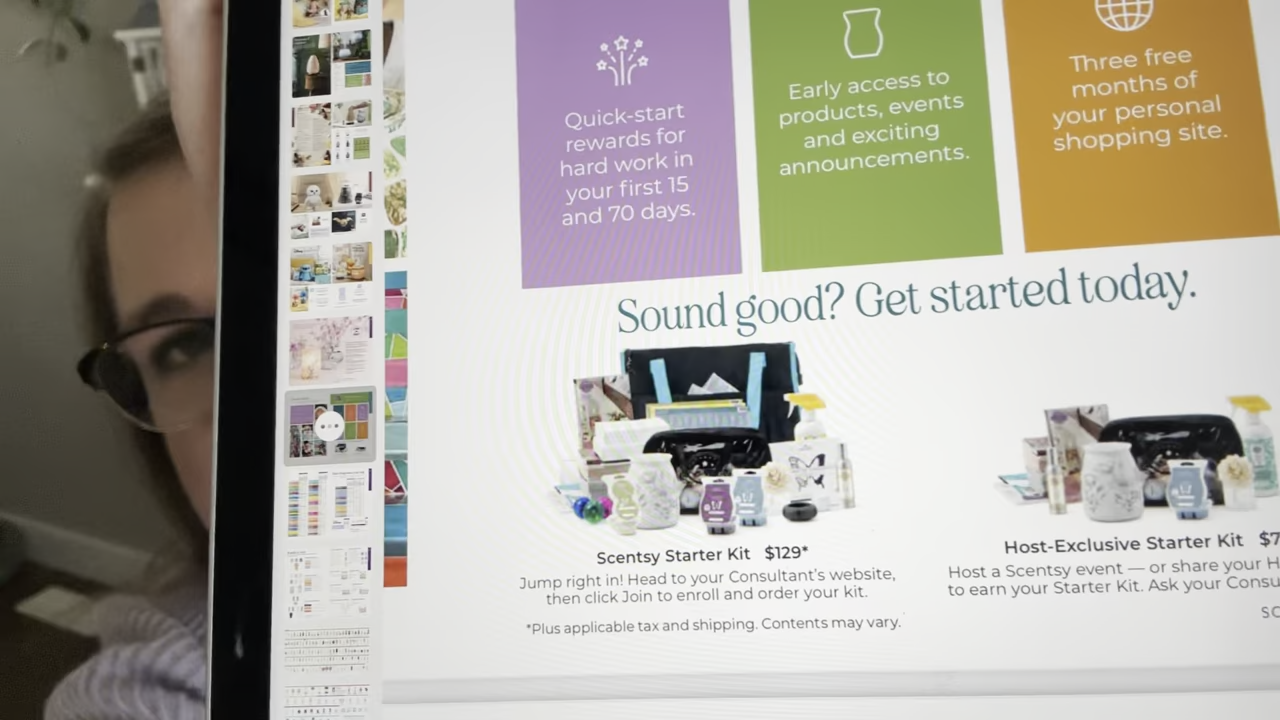 Quick-start
rewards for
hard work in
your first 15
and 70 days.
Early access to
products, events
and exciting
announcements.
Three free
months of
your personal
shopping site.
Sound good? Get started today.
Scentsy Starter Kit $129*
Jump right in! Head to your Consultant's website,
then click Join to enroll and order your kit.
*Plus applicable tax and shipping. Contents may vary.
Host-Exclusive Starter Kit $7
Host a Scentsy event — or share your H
to earn your Starter Kit. Ask your Consu